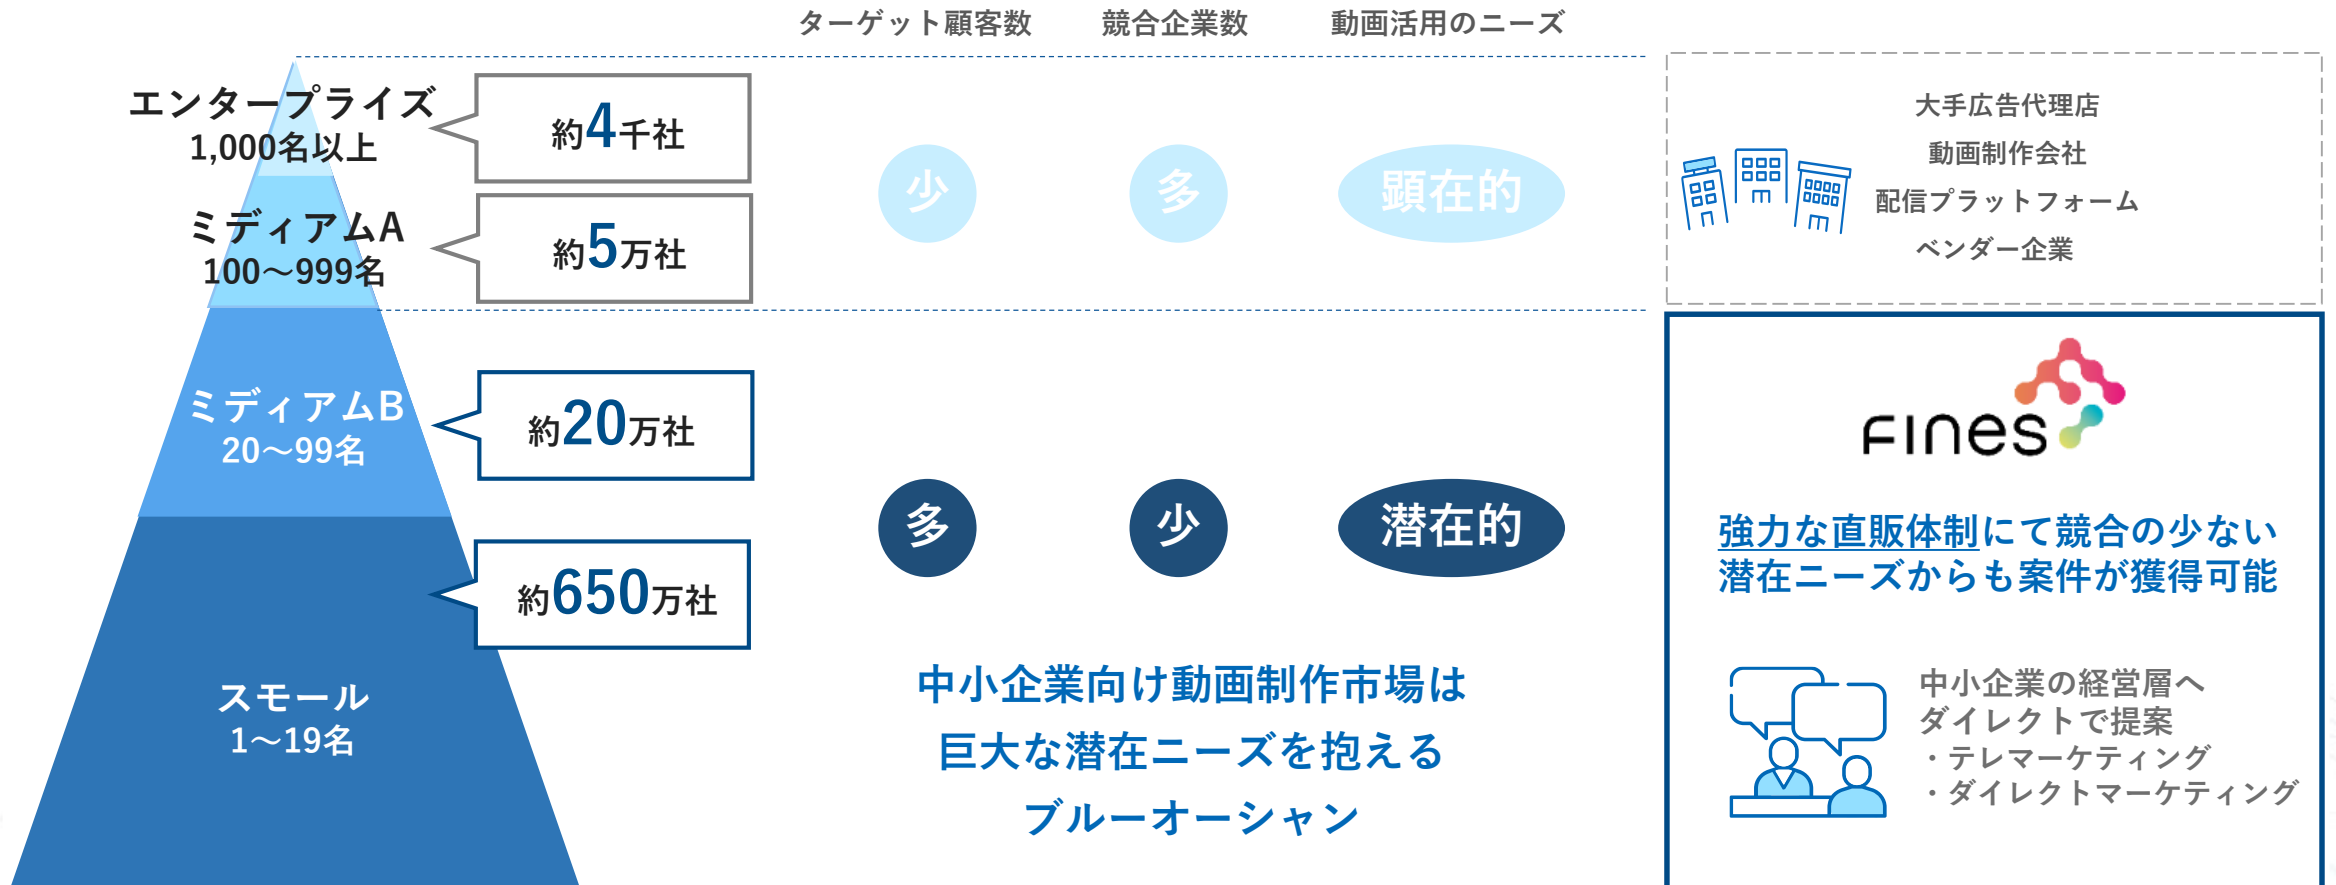 ターゲット顧客数
競合企業数
動画活用のニーズ
エンタープライズ
1,000名以上
約4千社
ミディアムA
100～999名
約5万社
少
多
顕在的
大手広告代理店
動画制作会社
配信プラットフォーム
ベンダー企業
ミディアムB
20～99名
約20万社
スモール
1～19名
約650万社
多
少
潜在的
中小企業向け動画制作市場は
巨大な潜在ニーズを抱える
ブルーオーシャン
FINES
強力な直販体制にて競合の少ない
潜在ニーズからも案件が獲得可能
中小企業の経営層へ
ダイレクトで提案
・テレマーケティング
・ダイレクトマーケティング